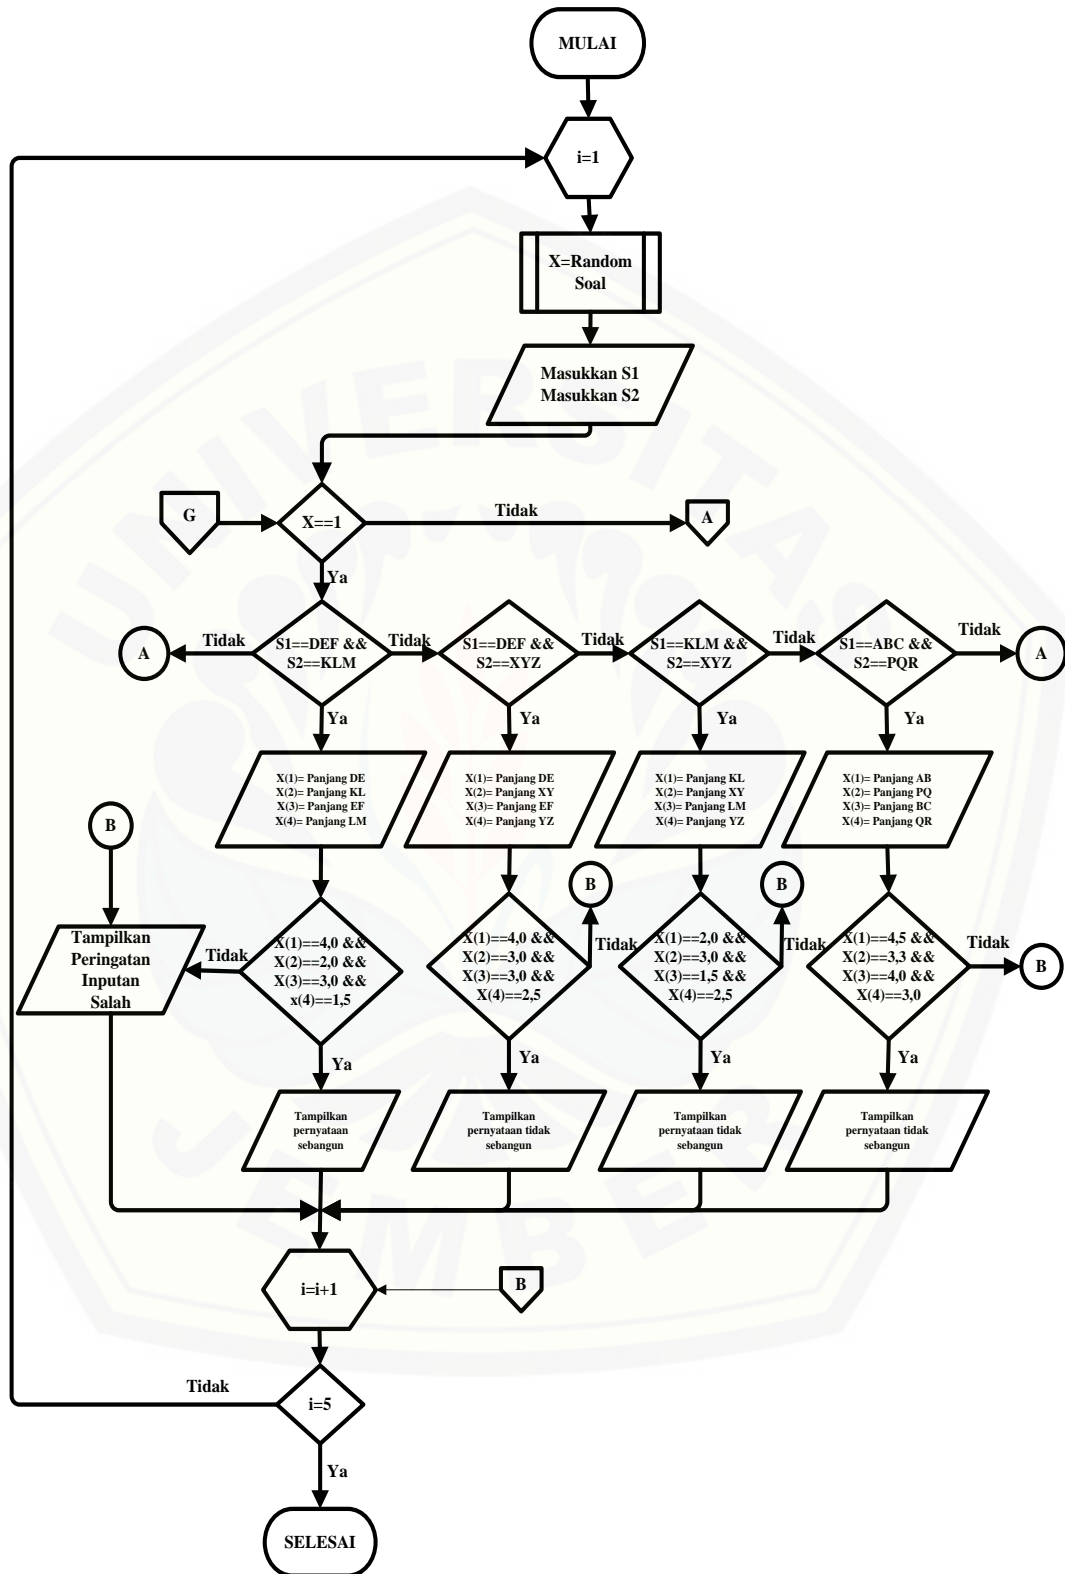 MULAI
i=1
X=Random
Soal
Masukkan S1
Masukkan S2
G
X==1
Tidak
A
Ya
A
Tidak
S1==DEF &&
S2==KLM
Tidak
S1==DEF &&
S2==XYZ
Tidak
S1==KLM &&
S2==XYZ
Tidak
S1==ABC &&
S2==PQR
Tidak
A
Ya
Ya
Ya
Ya
X(1)= Panjang DE
X(2)= Panjang KL
X(3)= Panjang EF
X(4)= Panjang LM
X(1)= Panjang DE
X(2)= Panjang XY
X(3)= Panjang EF
X(4)= Panjang YZ
X(1)= Panjang KL
X(2)= Panjang XY
X(3)= Panjang LM
X(4)= Panjang YZ
X(1)= Panjang AB
X(2)= Panjang PQ
X(3)= Panjang BC
X(4)= Panjang QR
B
B
B
Tampilkan
Peringatan
Inputan
Salah
Tidak
X(1)==4,0 &&
X(2)==2,0 &&
X(3)==3,0 &&
x(4)==1,5
X(1)==4,0 &&
X(2)==3,0 &&
X(3)==3,0 &&
X(4)==2,5
Tidak
X(1)==2,0 &&
X(2)==3,0 &&
X(3)==1,5 &&
X(4)==2,5
Tidak
X(1)==4,5 &&
X(2)==3,3 &&
X(3)==4,0 &&
X(4)==3,0
Tidak
B
Ya
Ya
Ya
Ya
Tampilkan
pernyataan
sebangun
Tampilkan
pernyataan tidak
sebangun
Tampilkan
pernyataan tidak
sebangun
Tampilkan
pernyataan tidak
sebangun
i=i+1
B
Tidak
i=5
Ya
SELESAI
UNIVERSITAS
JEMBER